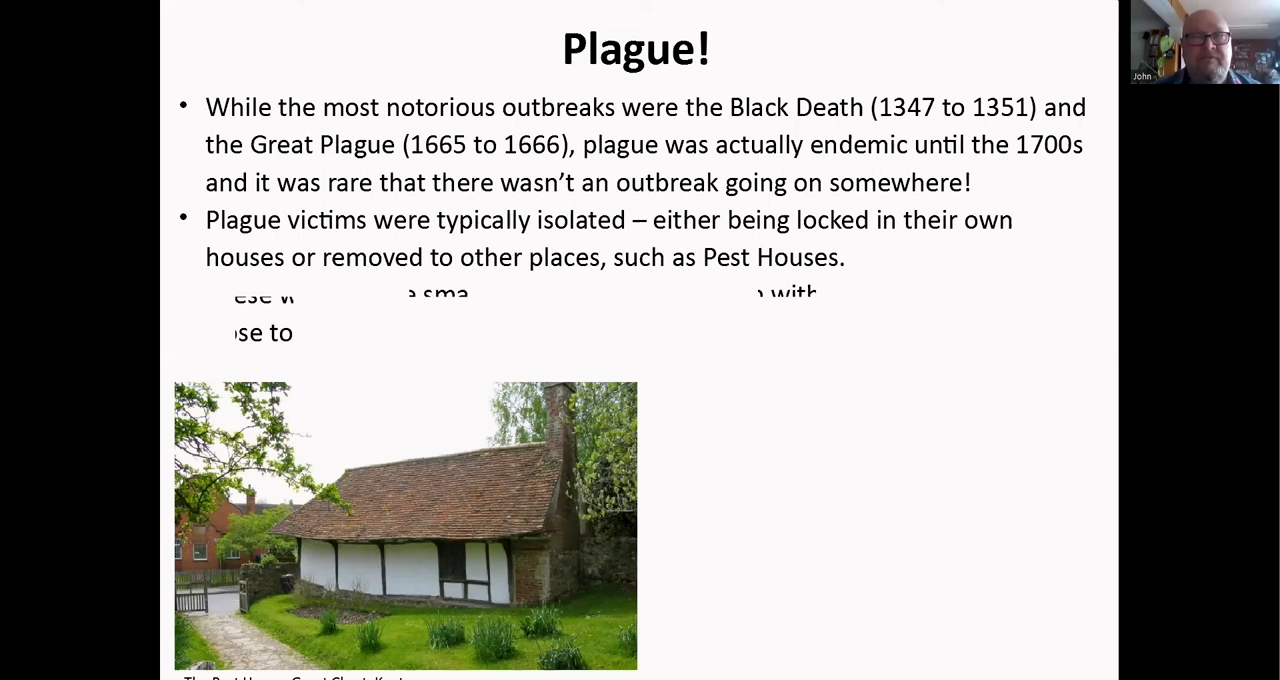 Plague!
• While the most notorious outbreaks were the Black Death (1347 to 1351) and
the Great Plague (1665 to 1666), plague was actually endemic until the 1700s
and it was rare that there wasn’t an outbreak going on somewhere!
• Plague victims were typically isolated – either being locked in their own
houses or removed to other places, such as Pest Houses.
with
to
John